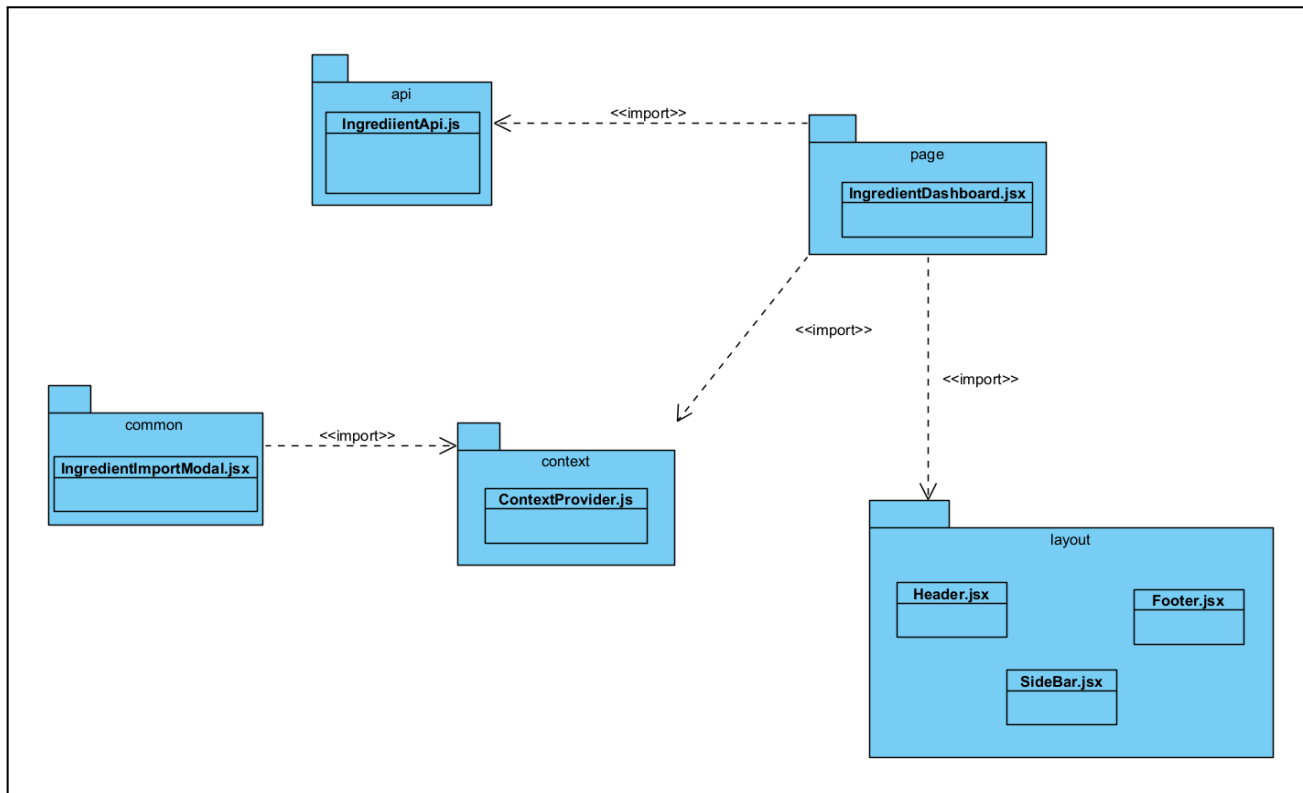 api
IngrediientApi.js
<<import>>
page
IngredientDashboard.jsx
<<import>>
<<import>>
common
IngredientImportModal.jsx
<<import>>
context
ContextProvider.js
layout
Header.jsx
Footer.jsx
SideBar.jsx